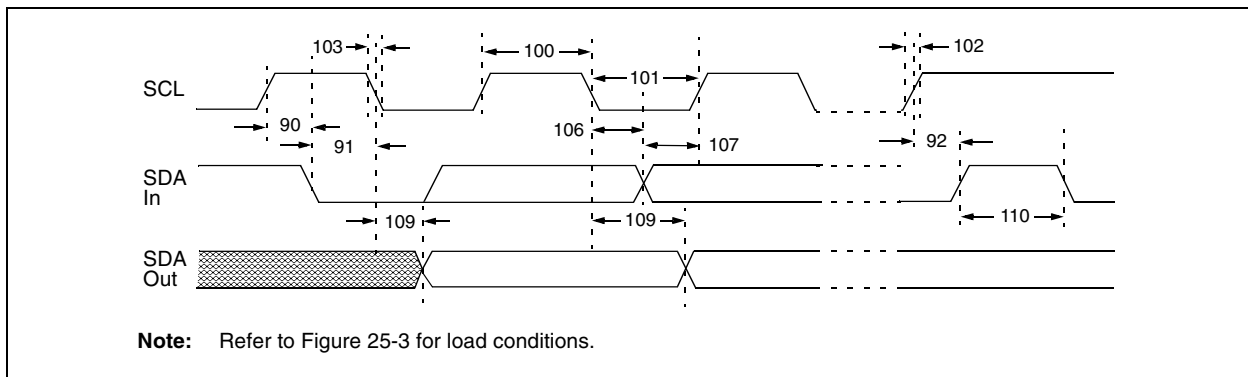 103
100
102
SCL
101
90
106
107
91
92
SDA
In
109
109
110
SDA
Out
Note: Refer to Figure 25-3 for load conditions.